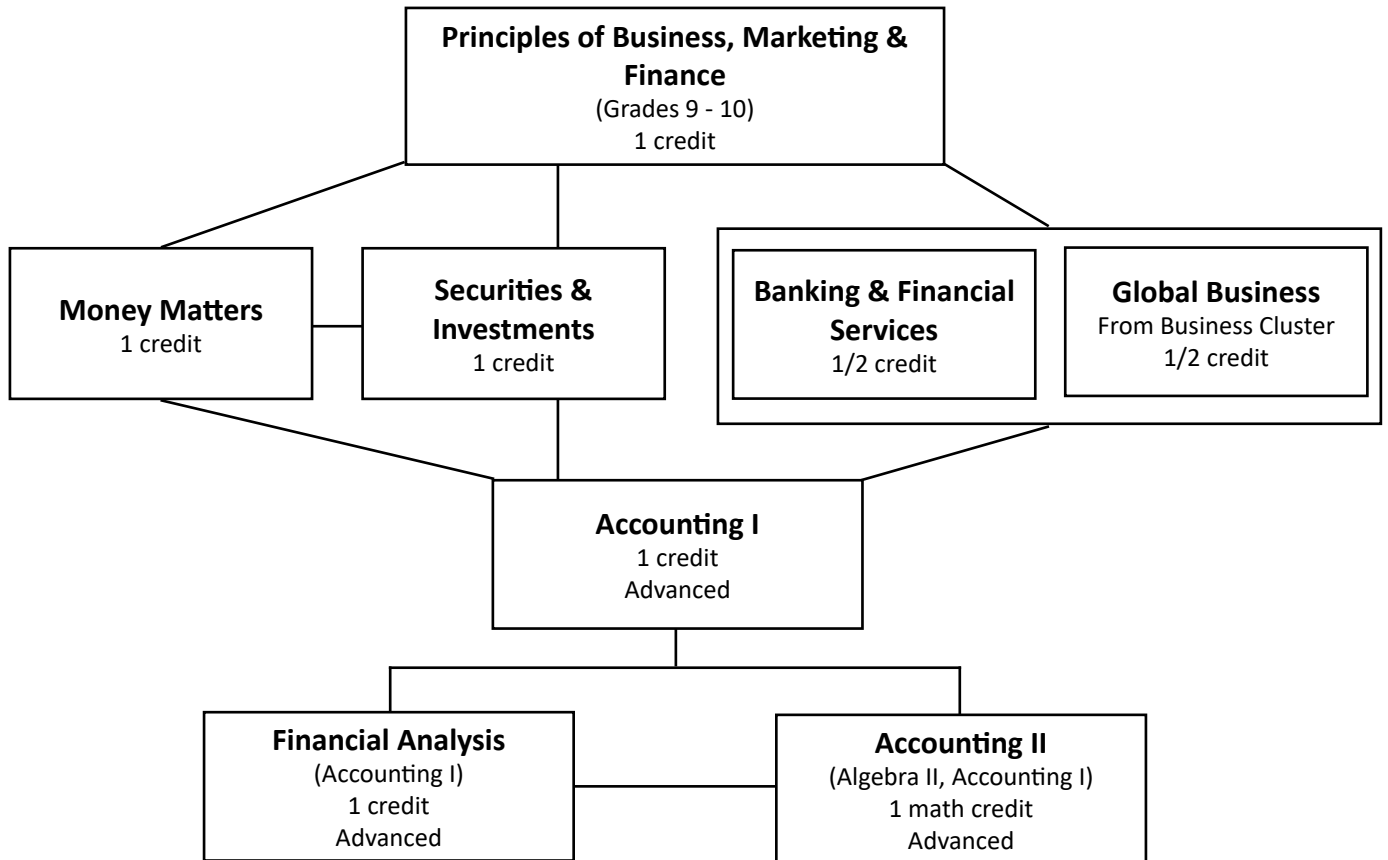 Principles of Business, Marketing &
Finance
(Grades 9 - 10)
1 credit
Money Matters
1 credit
Securities &
Investments
1 credit
Banking & Financial
Services
1/2 credit
Global Business
From Business Cluster
1/2 credit
Accounting I
1 credit
Advanced
Financial Analysis
(Accounting I)
1 credit
Advanced
Accounting II
(Algebra II, Accounting I)
1 math credit
Advanced